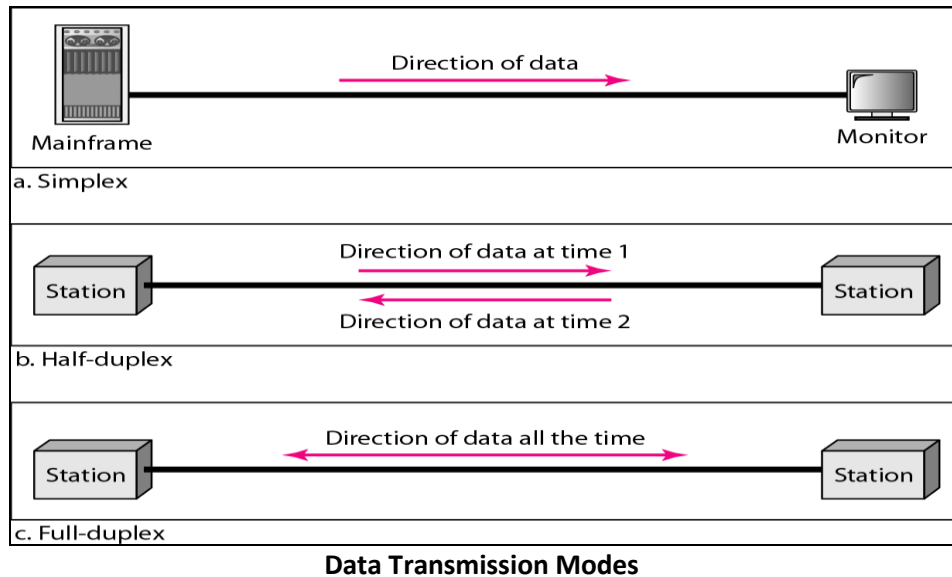 Direction of data
Mainframe
Monitor
a. Simplex
Direction of data at time 1
Station
Station
Direction of data at time 2
b. Half-duplex
Direction of data all the time
Station
Station
c. Full-duplex
Data Transmission Modes